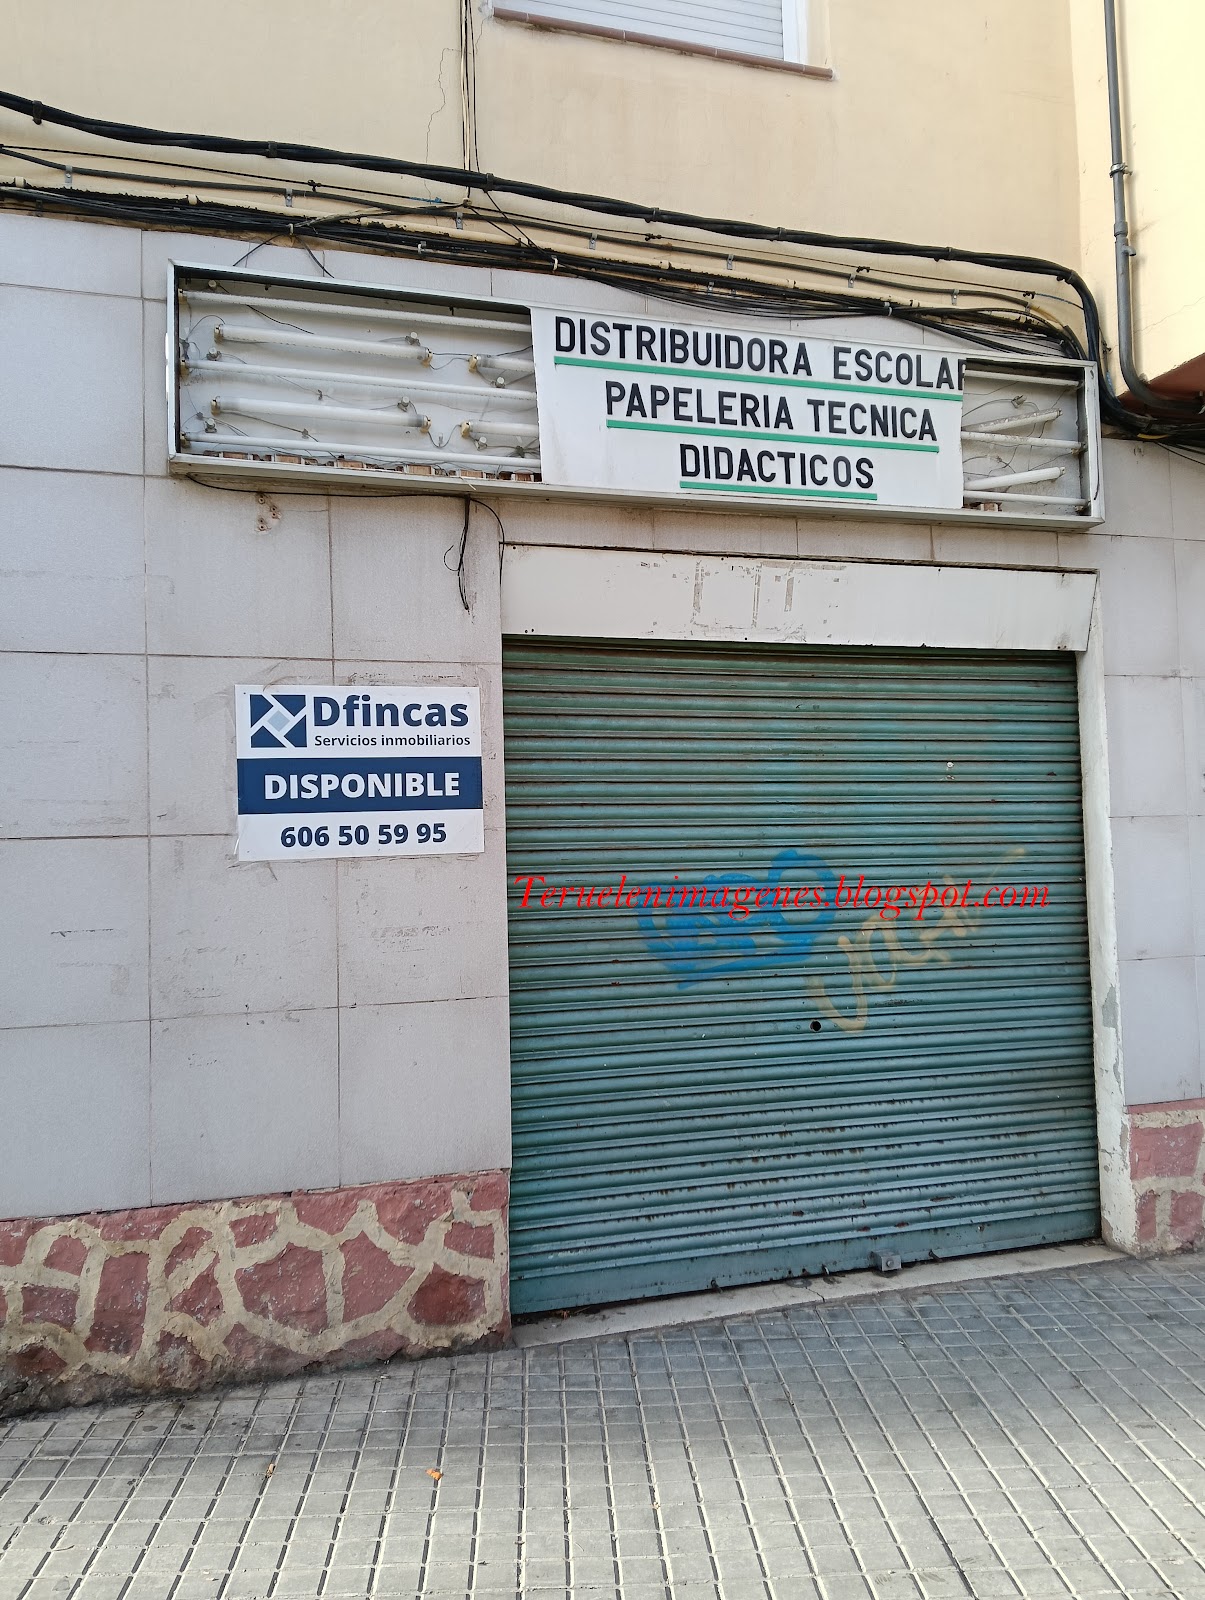 DISTRIBUIDORA ESCOLAR
PAPELERIA TECNICA
DIDACTICOS
Dfincas
Servicios inmobiliarios
DISPONIBLE
606 50 59 95
Teruelenimagenes.blogspot.com